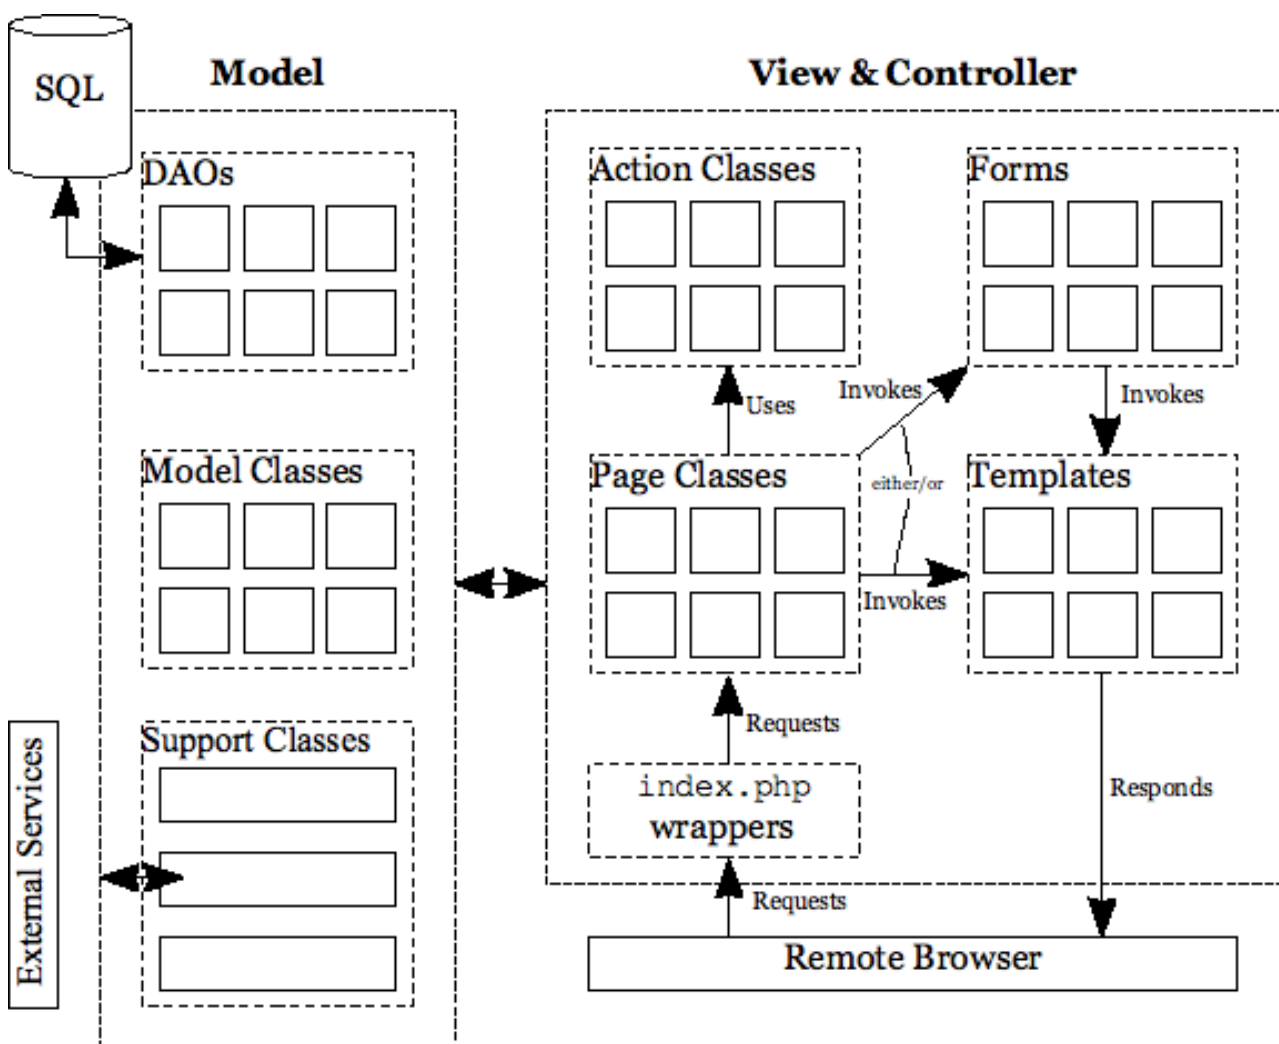 SQL
Model
View & Controller
DAOs
Action Classes
Forms
Uses
Invokes
Invokes
Model Classes
Page Classes
either/or
Templates
Invokes
Requests
Support Classes
index.php
wrappers
Responds
External Services
Requests
Remote Browser